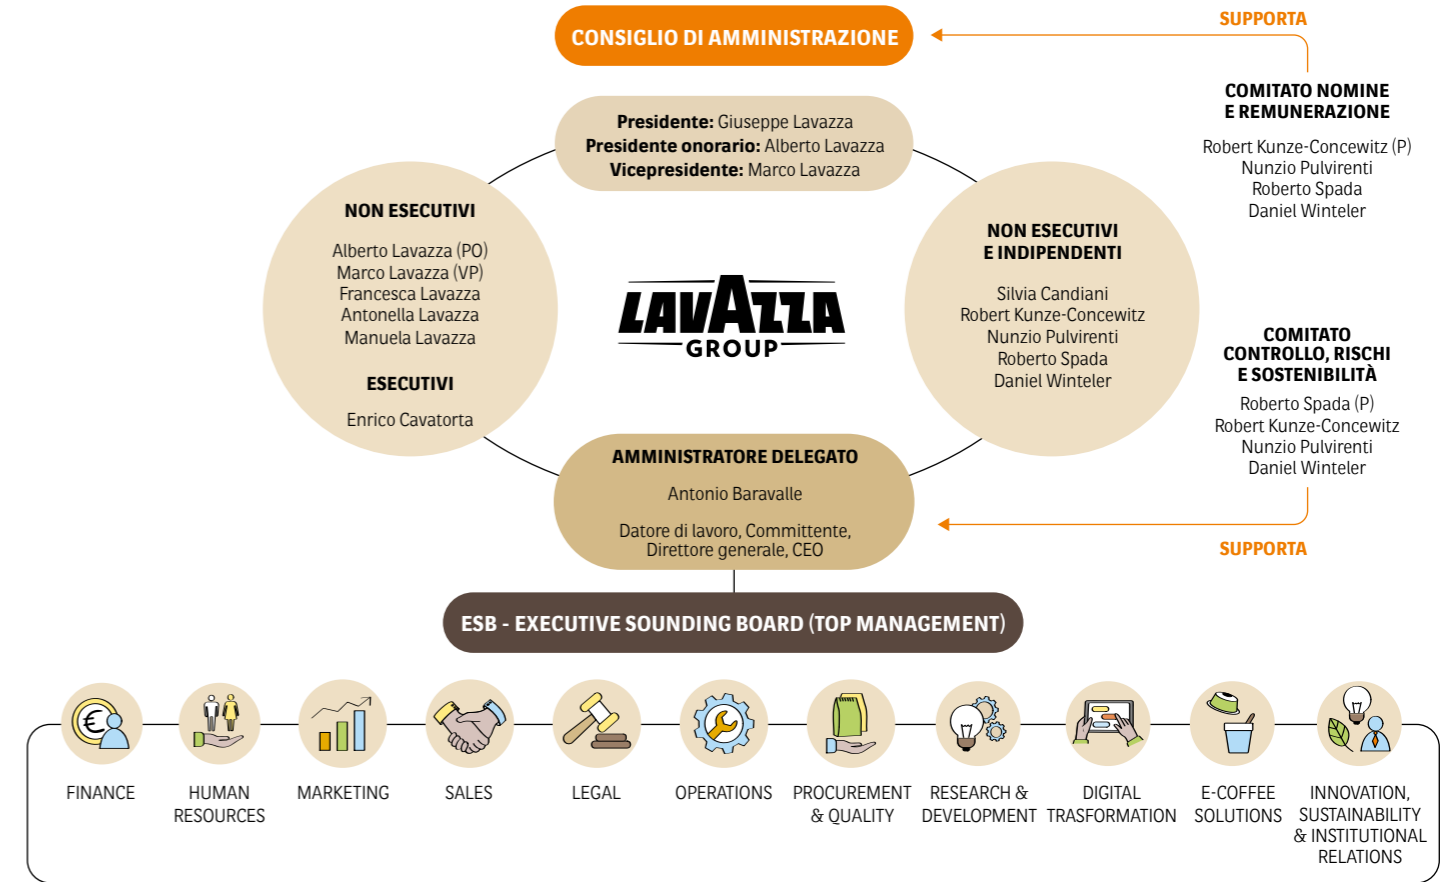 CONSIGLIO DI AMMINISTRAZIONE
SUPPORTA
Presidente: Giuseppe Lavazza
Presidente onorario: Alberto Lavazza
Vicepresidente: Marco Lavazza
COMITATO NOMINE
E REMUNERAZIONE
Robert Kunze-Concewitz (P)
Nunzio Pulvirenti
Roberto Spada
Daniel Winteler
NON ESECUTIVI
Alberto Lavazza (PO)
Marco Lavazza (VP)
Francesca Lavazza
Antonella Lavazza
Manuela Lavazza
ESECUTIVI
Enrico Cavatorta
LAVAZZA
GROUP
NON ESECUTIVI
E INDIPENDENTI
Silvia Candiani
Robert Kunze-Concewitz
Nunzio Pulvirenti
Roberto Spada
Daniel Winteler
COMITATO
CONTROLLO, RISCHI
E SOSTENIBILITÀ
Roberto Spada (P)
Robert Kunze-Concewitz
Nunzio Pulvirenti
Daniel Winteler
SUPPORTA
AMMINISTRATORE DELEGATO
Antonio Baravalle
Datore di lavoro, Committente,
Direttore generale, CEO
ESB - EXECUTIVE SOUNDING BOARD (TOP MANAGEMENT)
€
FINANCE
HUMAN
RESOURCES
MARKETING
SALES
LEGAL
OPERATIONS
PROCUREMENT
& QUALITY
RESEARCH &
DEVELOPMENT
DIGITAL
TRASFORMATION
E-COFFEE
SOLUTIONS
INNOVATION,
SUSTAINABILITY
& INSTITUTIONAL
RELATIONS